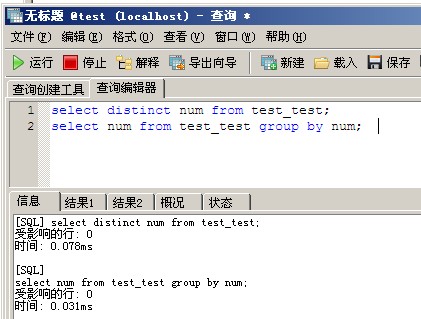 无标题 @test (localhost) - 查询 *
文件(F) 编辑(E) 格式(O) 查看(V) 窗口(W) 帮助(H)
运行 停止 解释 导出向导 新建 载入 保存
查询创建工具 查询编辑器
1 select distinct num from test_test;
2 select num from test_test group by num;
信息 结果1 结果2 概况 状态
[SQL] select distinct num from test_test;
受影响的行: 0
时间: 0.078ms
[SQL]
select num from test_test group by num;
受影响的行: 0
时间: 0.031ms